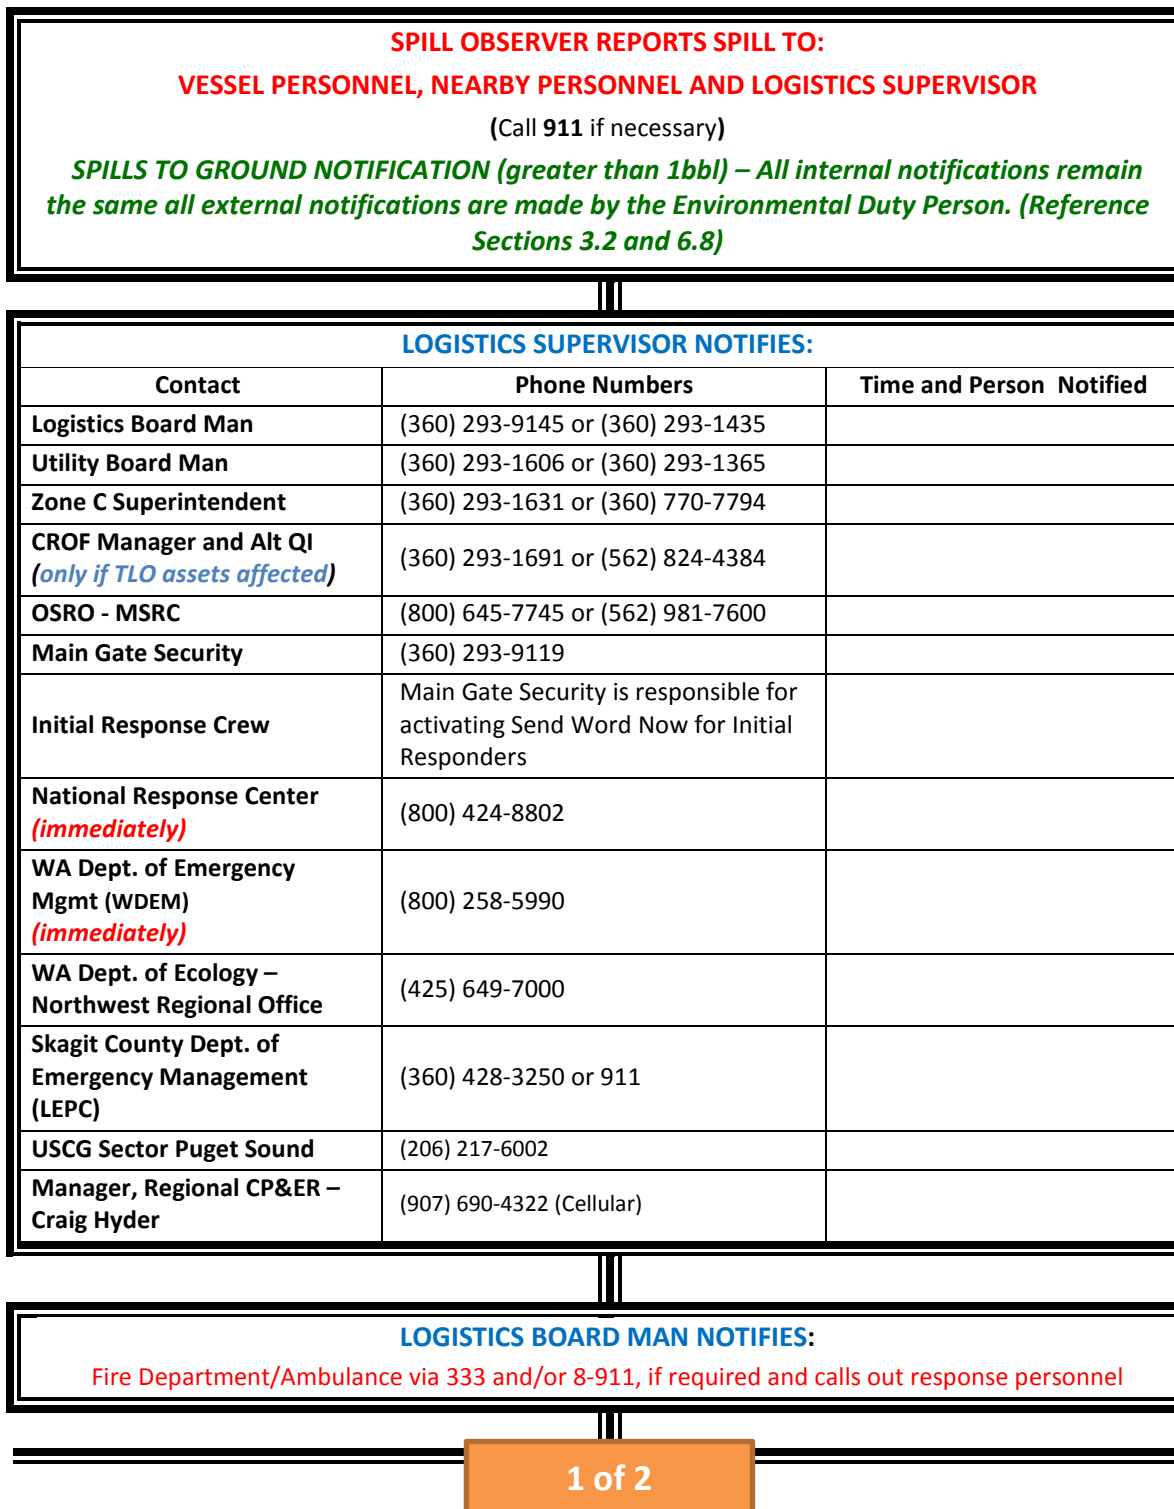 SPILL OBSERVER REPORTS SPILL TO:
VESSEL PERSONNEL, NEARBY PERSONNEL AND LOGISTICS SUPERVISOR
(Call 911 if necessary)
SPILLS TO GROUND NOTIFICATION (greater than 1bbl) – All internal notifications remain
the same all external notifications are made by the Environmental Duty Person. (Reference
Sections 3.2 and 6.8)
LOGISTICS SUPERVISOR NOTIFIES:
Contact Phone Numbers Time and Person Notified
Logistics Board Man (360) 293-9145 or (360) 293-1435
Utility Board Man (360) 293-1606 or (360) 293-1365
Zone C Superintendent (360) 293-1631 or (360) 770-7794
CROF Manager and Alt QI
(only if TLO assets affected)
(360) 293-1691 or (562) 824-4384
OSRO - MSRC (800) 645-7745 or (562) 981-7600
Main Gate Security (360) 293-9119
Initial Response Crew
Main Gate Security is responsible for
activating Send Word Now for Initial
Responders
National Response Center
(immediately)
(800) 424-8802
WA Dept. of Emergency
Mgmt (WDEM)
(immediately)
(800) 258-5990
WA Dept. of Ecology –
Northwest Regional Office
(425) 649-7000
Skagit County Dept. of
Emergency Management
(LEPC)
(360) 428-3250 or 911
USCG Sector Puget Sound (206) 217-6002
Manager, Regional CP&ER –
Craig Hyder
(907) 690-4322 (Cellular)
LOGISTICS BOARD MAN NOTIFIES:
Fire Department/Ambulance via 333 and/or 8-911, if required and calls out response personnel
1 of 2